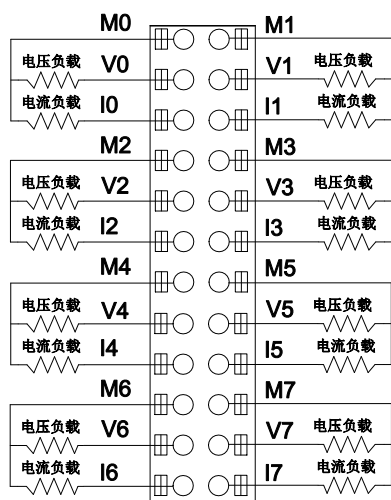 M0 M1
电压负载 V0 V1 电压负载
电流负载 I0 I1 电流负载
M2 M3
电压负载 V2 V3 电压负载
电流负载 I2 I3 电流负载
M4 M5
电压负载 V4 V5 电压负载
电流负载 I4 I5 电流负载
M6 M7
电压负载 V6 V7 电压负载
电流负载 I6 I7 电流负载